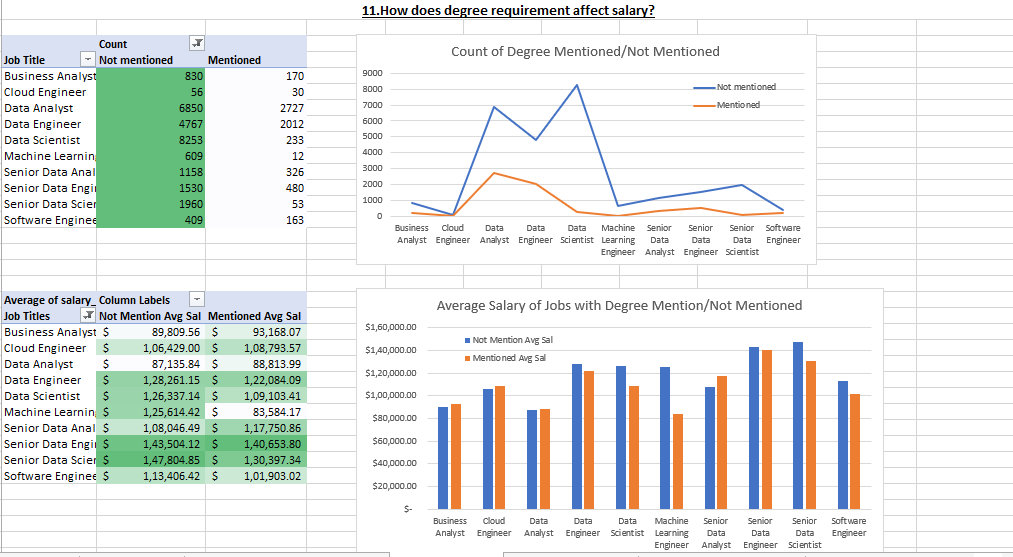 11.How does degree requirement affect salary?
Count
Job Title Not mentioned Mentioned
Business Analyst 830 170
Cloud Engineer 56 30
Data Analyst 6850 2727
Data Engineer 4767 2012
Data Scientist 8253 233
Machine Learnin 609 12
Senior Data Anal 1158 326
Senior Data Engi 1530 480
Senior Data Scien 1960 53
Software Enginee 409 163
Count of Degree Mentioned/Not Mentioned
9000
8000
7000
6000
5000
4000
3000
2000
1000
0
Not mentioned
Mentioned
Business Cloud Data Data Data Machine Senior Senior Senior Software
Analyst Engineer Analyst Engineer Scientist Learning Data Data Data Engineer
Engineer Analyst Engineer Scientist
Average of salary_ Column Labels
Job Titles Not Mention Avg Sal Mentioned Avg Sal
Business Analyst $ 89,809.56 $ 93,168.07
Cloud Engineer $ 1,06,429.00 $ 1,08,793.57
Data Analyst $ 87,135.84 $ 88,813.99
Data Engineer $ 1,28,261.15 $ 1,22,084.09
Data Scientist $ 1,26,337.14 $ 1,09,103.41
Machine Learnin $ 1,25,614.42 $ 83,584.17
Senior Data Anal $ 1,08,046.49 $ 1,17,750.86
Senior Data Engi $ 1,43,504.12 $ 1,40,653.80
Senior Data Scien $ 1,47,804.85 $ 1,30,397.34
Software Enginee $ 1,13,406.42 $ 1,01,903.02
Average Salary of Jobs with Degree Mention/Not Mentioned
$1,60,000.00
$1,40,000.00
$1,20,000.00
$1,00,000.00
$80,000.00
$60,000.00
$40,000.00
$20,000.00
$-
Not Mention Avg Sal
Mentioned Avg Sal
Business Cloud Data Data Data Machine Senior Senior Senior Software
Analyst Engineer Analyst Engineer Scientist Learning Data Data Data Engineer
Engineer Analyst Engineer Scientist